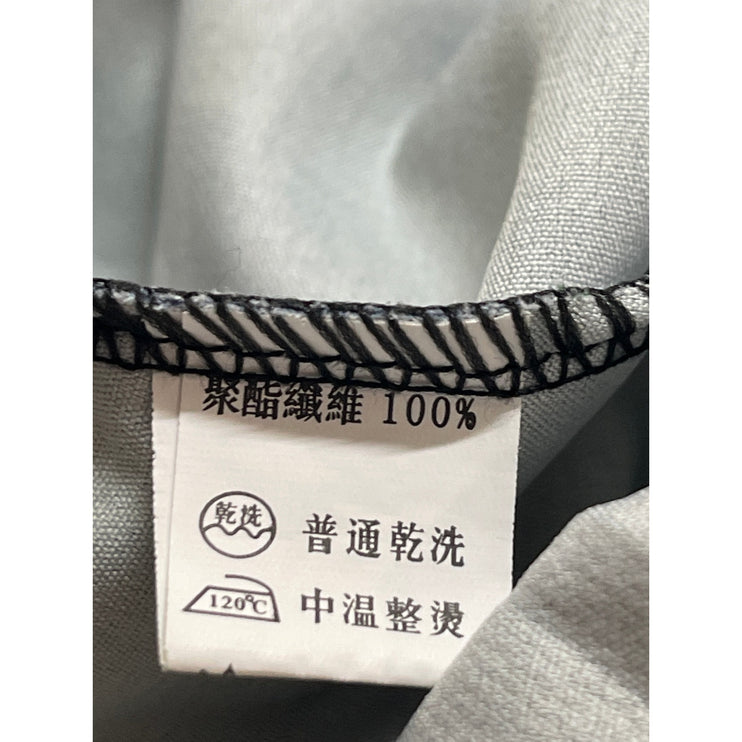 聚酯纖維 100%
乾洗 普通乾洗
120℃ 中溫整燙